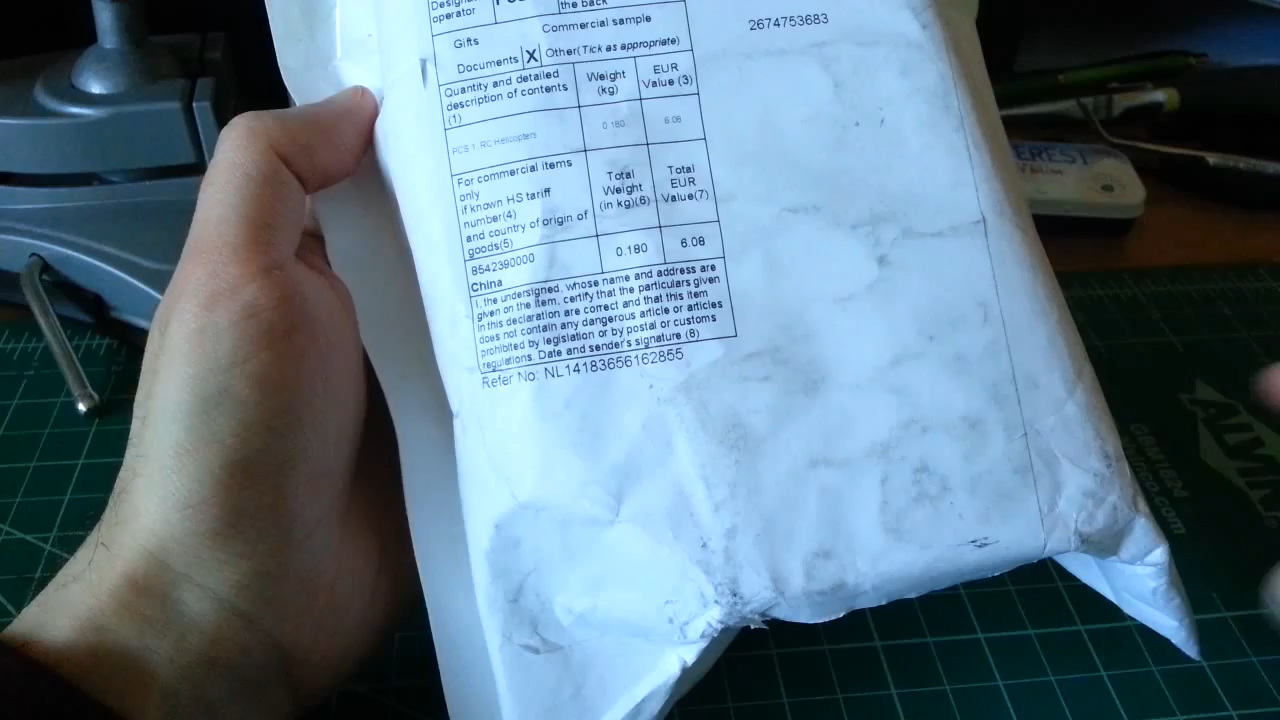 operator
the back
Gifts
Commercial sample
Documents X Other(Tick as appropriate)
Quantity and detailed
description of contents
(1)
Weight
(kg)
EUR
Value (3)
PCS 1, RC Helicopters
0.180
6.08
For commercial items
only
if known HS tariff
number(4)
and country of origin of
goods(5)
Total
Weight
(in kg)(6)
Total
EUR
Value(7)
8542390000
China
0.180
6.08
I, the undersigned, whose name and address are
given on the item, certify that the particulars given
in this declaration are correct and that this item
does not contain any dangerous article or articles
prohibited by legislation or by postal or customs
regulations. Date and sender's signature (8)
Refer No: NL14183656162855
2674753683
ALVIN
GBM1824